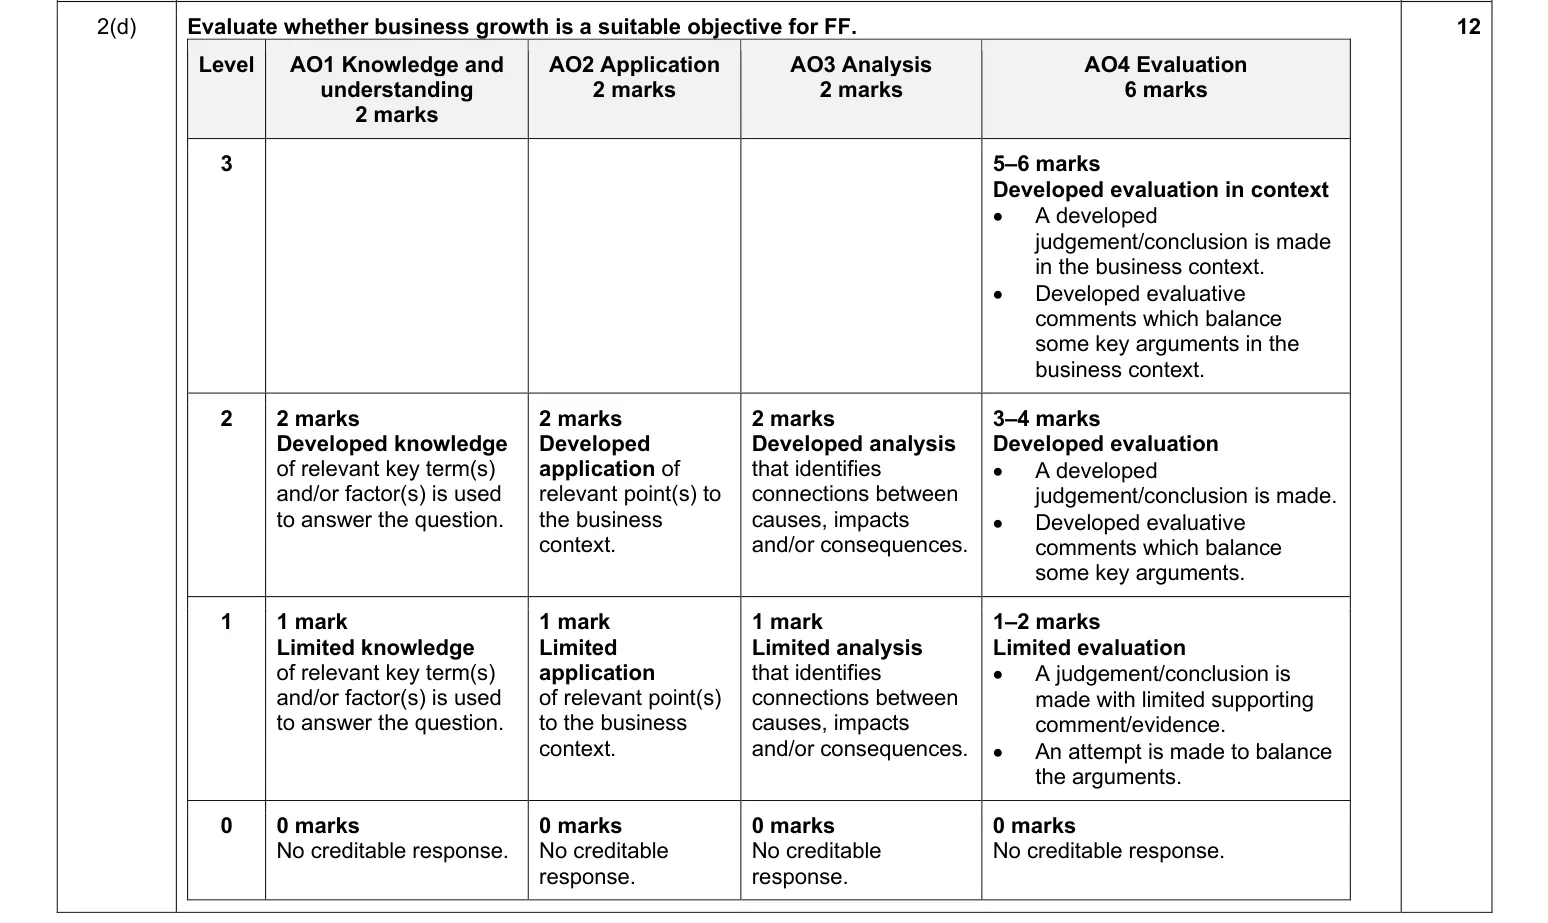 2(d)
Evaluate whether business growth is a suitable objective for FF.
12
Level
AO1 Knowledge and
understanding
2 marks
AO2 Application
2 marks
AO3 Analysis
2 marks
AO4 Evaluation
6 marks
3
5–6 marks
Developed evaluation in context
• A developed
judgement/conclusion is made
in the business context.
• Developed evaluative
comments which balance
some key arguments in the
business context.
2
2 marks
Developed knowledge
of relevant key term(s)
and/or factor(s) is used
to answer the question.
2 marks
Developed
application of
relevant point(s) to
the business
context.
2 marks
Developed analysis
that identifies
connections between
causes, impacts
and/or consequences.
3–4 marks
Developed evaluation
• A developed
judgement/conclusion is made.
• Developed evaluative
comments which balance
some key arguments.
1
1 mark
Limited knowledge
of relevant key term(s)
and/or factor(s) is used
to answer the question.
1 mark
Limited
application
of relevant point(s)
to the business
context.
1 mark
Limited analysis
that identifies
connections between
causes, impacts
and/or consequences.
1–2 marks
Limited evaluation
• A judgement/conclusion is
made with limited supporting
comment/evidence.
• An attempt is made to balance
the arguments.
0
0 marks
No creditable response.
0 marks
No creditable
response.
0 marks
No creditable
response.
0 marks
No creditable response.